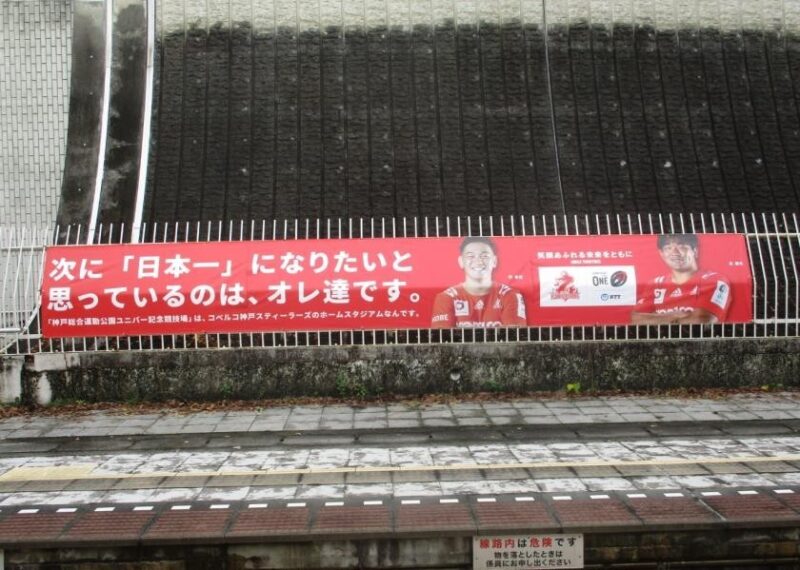 次に「日本一」になりたいと
思っているのは、オレ達です。
「神戸総合運動公園ユニバー記念競技場」は、コベルコ神戸スティーラーズのホームスタジアムなんです。
笑顔あふれる未来をともに
ONE
NTT
線路内は危険です
物を落としたときは
係員にお申し出ください